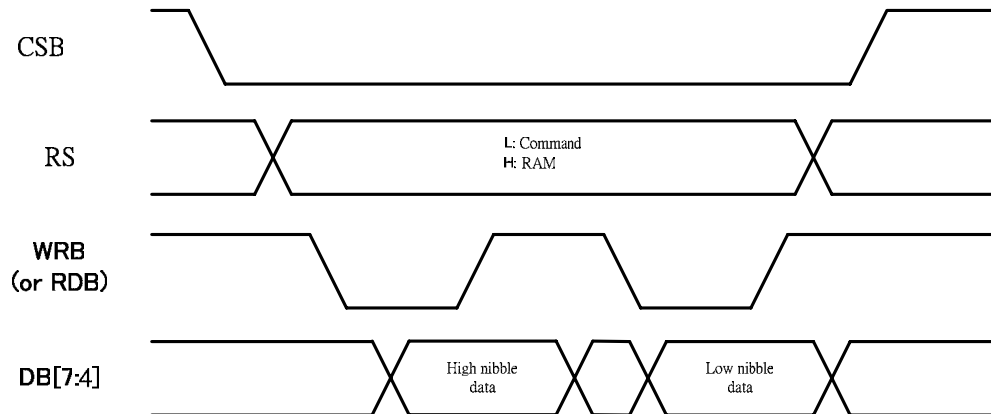 CSB
RS
L: Command
H: RAM
WRB
(or RDB)
DB[7:4]
High nibble
data
Low nibble
data